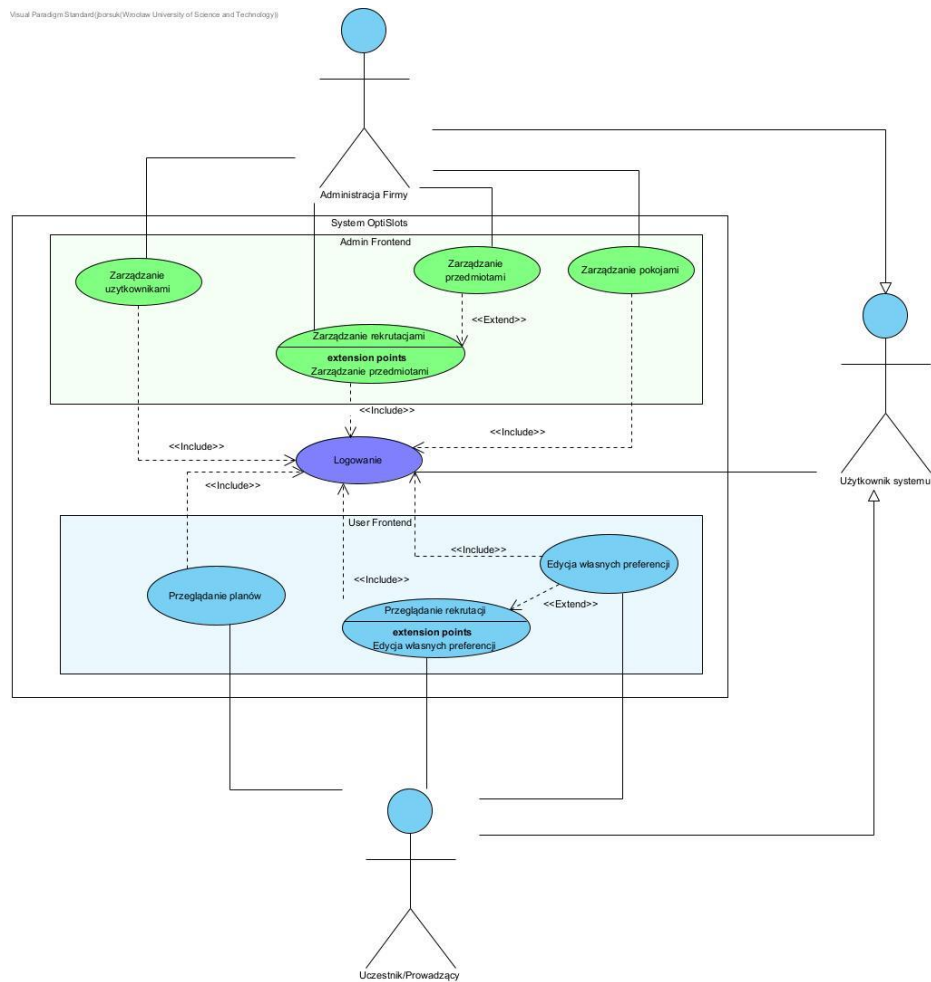 Visual Paradigm Standard(borsuk(Wroclaw University of Science and Technology))
Administracja Firmy
System OptiSlots
Admin Frontend
Zarządzanie
uzytkownikami
Zarządzanie
przedmiotami
Zarządzanie pokojami
<<Extend>>
Zarządzanie rekrutacjami
extension points
Zarządzanie przedmiotami
<<Include>>
<<Include>>
<<Include>>
Logowanie
<<Include>>
Użytkownik systemu
User Frontend
<<Include>>
Edycja własnych preferencji
<<Include>>
Przeglądanie planów
<<Extend>>
Przeglądanie rekrutacji
extension points
Edycja własnych preferencji
Uczestnik/Prowadzący